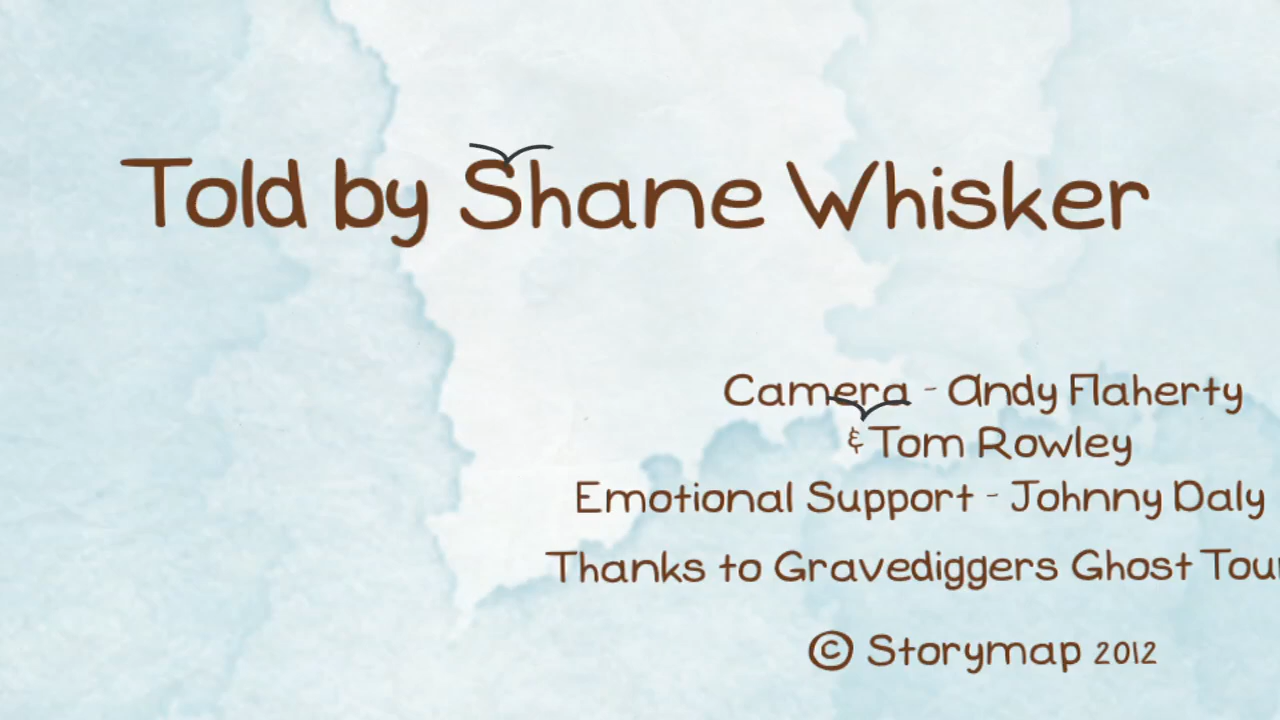 Told by Shane Whisker
Camera - Andy Flaherty
& Tom Rowley
Emotional Support - Johnny Daly
Thanks to Gravediggers Ghost Tour
© Storymap 2012